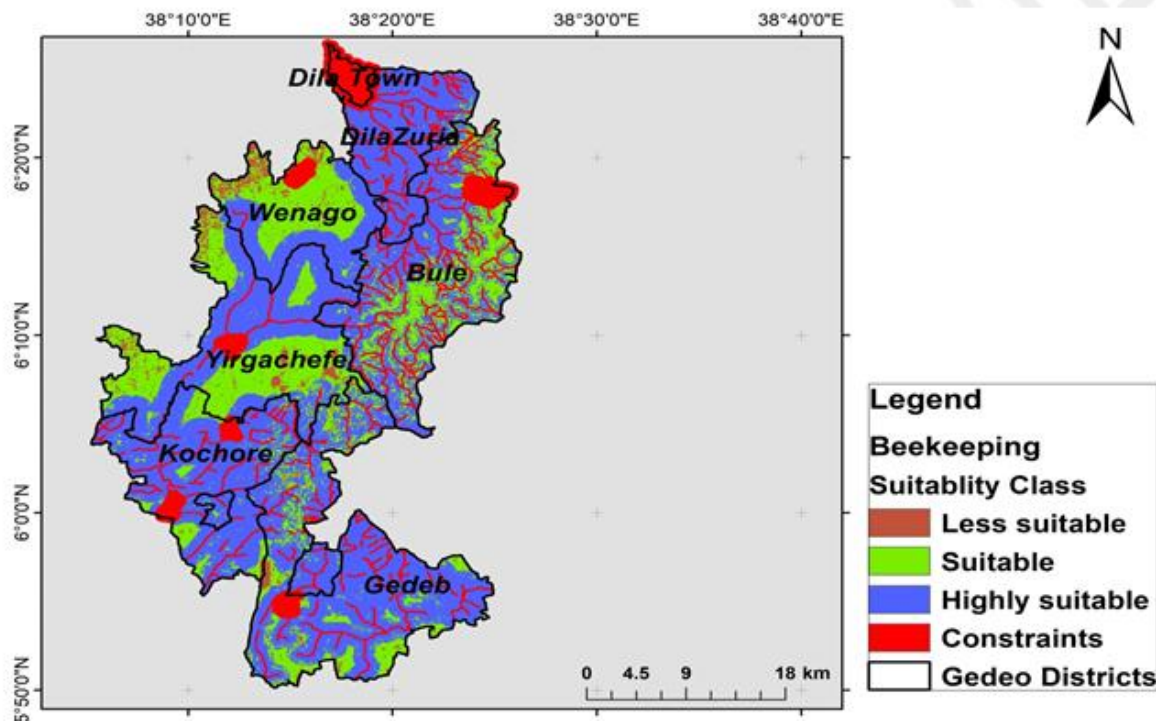 38°10'0"E 38°20'0"E 38°30'0"E 38°40'0"E
N
Dila Town
DilaZuria
6°20'0"N
Wenago
Bule
6°10'0"N
Yirgachefe
Kochore
6°0'0"N
Gedeb
5°50'0"N
0 4.5 9 18 km
Legend
Beekeeping
Suitablity Class
Less suitable
Suitable
Highly suitable
Constraints
Gedeo Districts